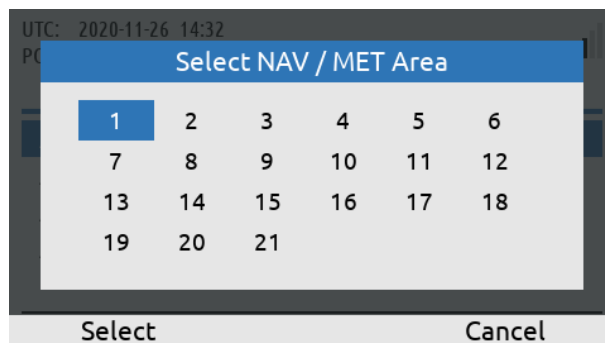 UTC: 2020-11-26 14:32
Select NAV / MET Area
1 2 3 4 5 6
7 8 9 10 11 12
13 14 15 16 17 18
19 20 21
Select Cancel